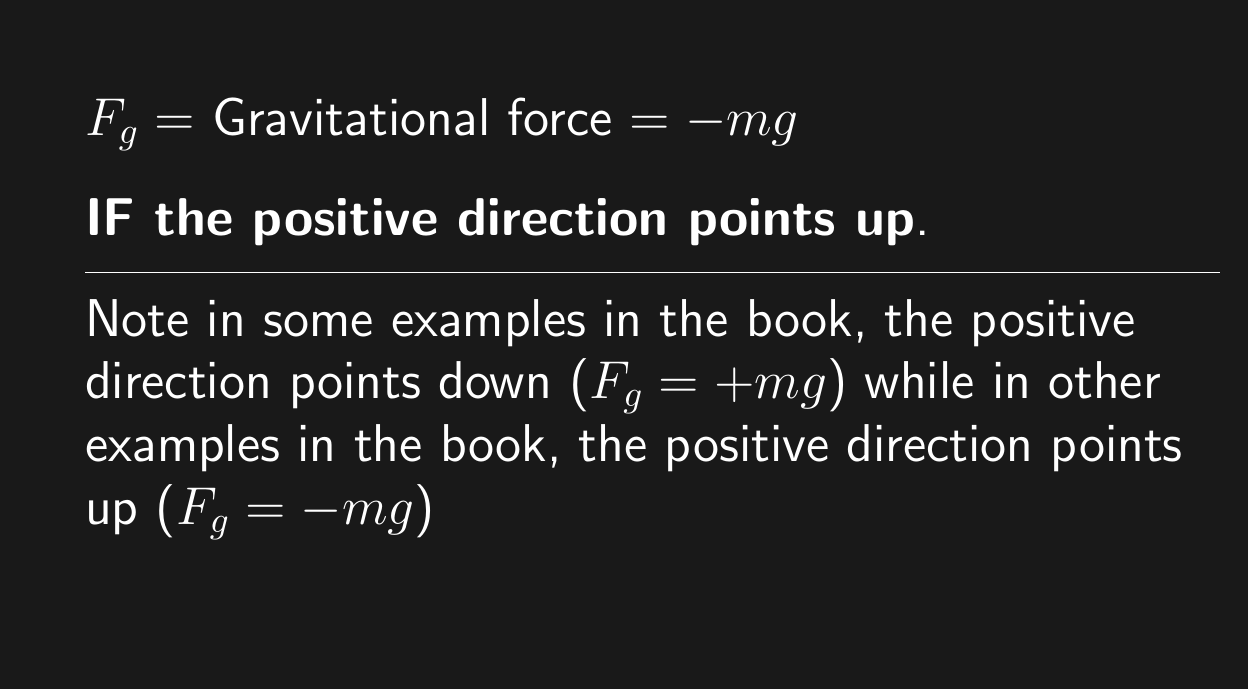 F_g = Gravitational force = −mg
IF the positive direction points up.
Note in some examples in the book, the positive
direction points down (F_g = +mg) while in other
examples in the book, the positive direction points
up (F_g = −mg)